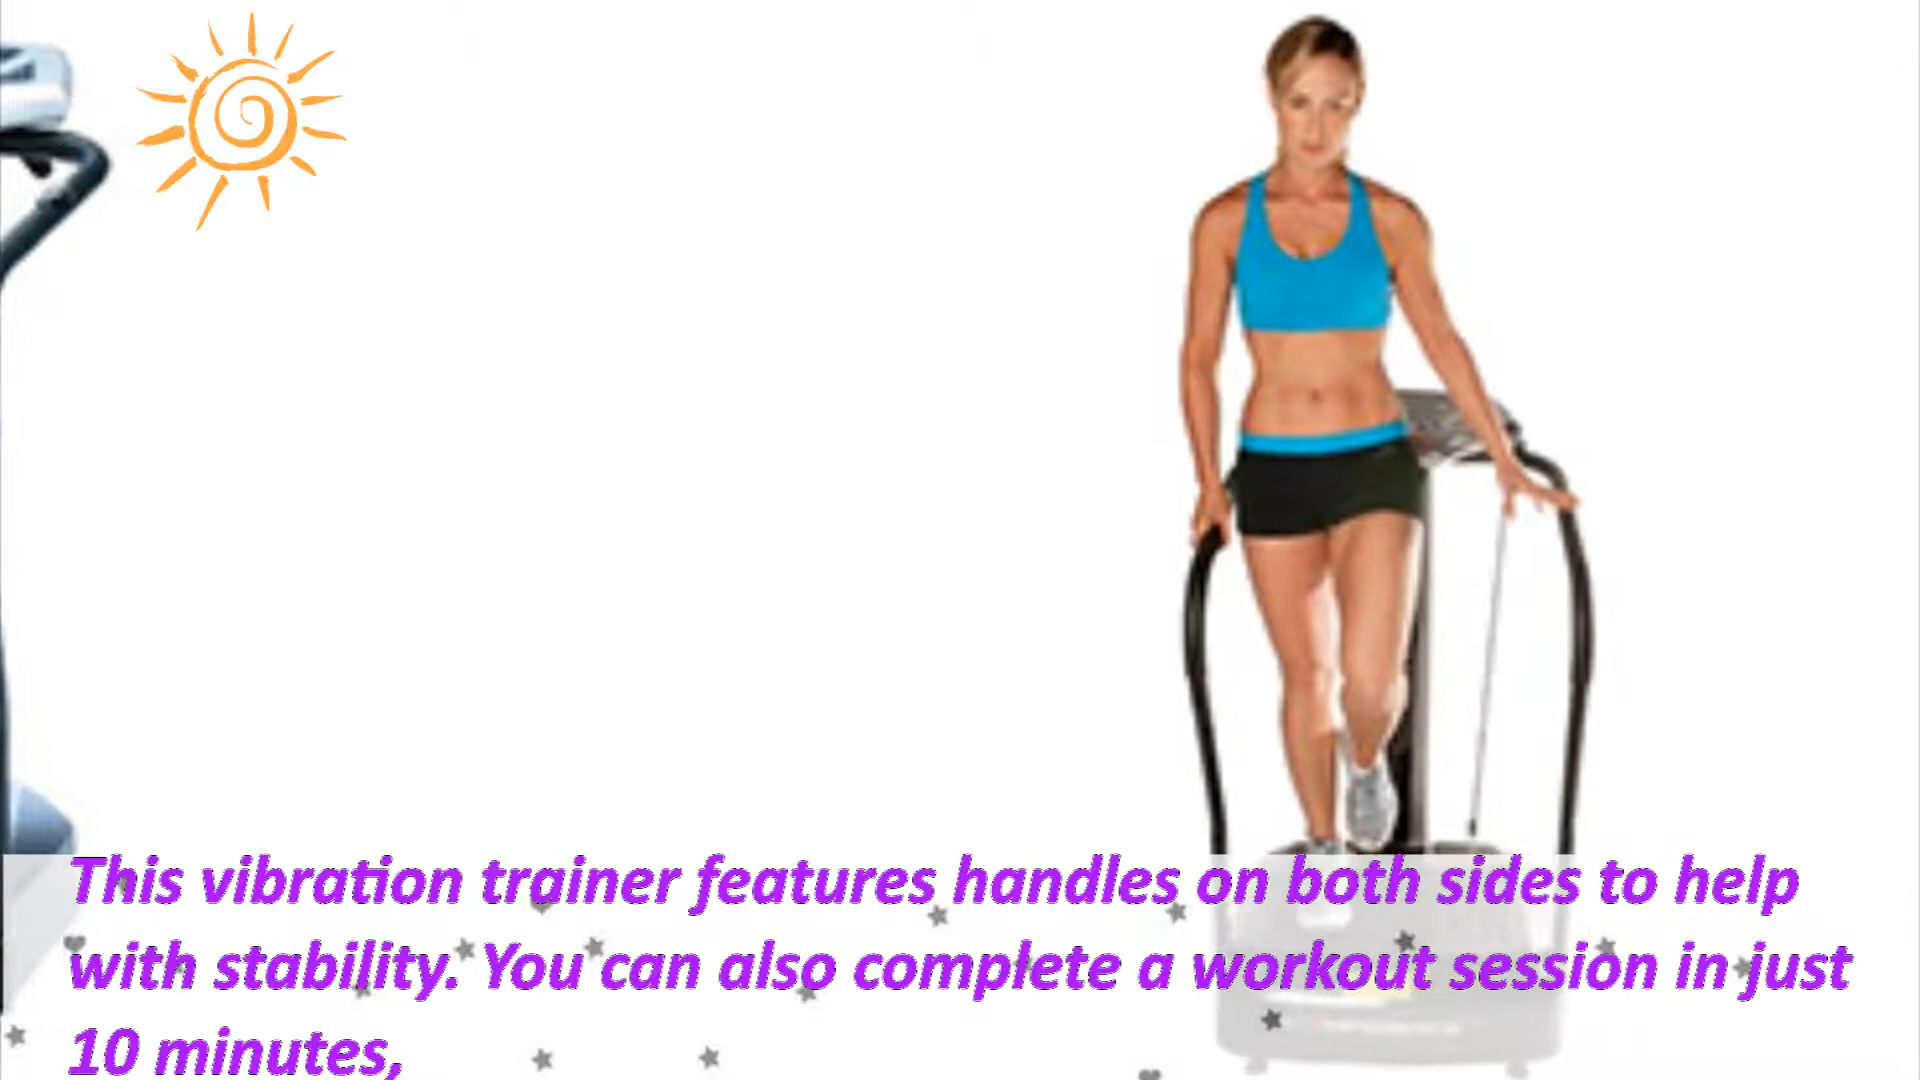 This vibration trainer features handles on both sides to help
with stability. You can also complete a workout session in just
10 minutes,